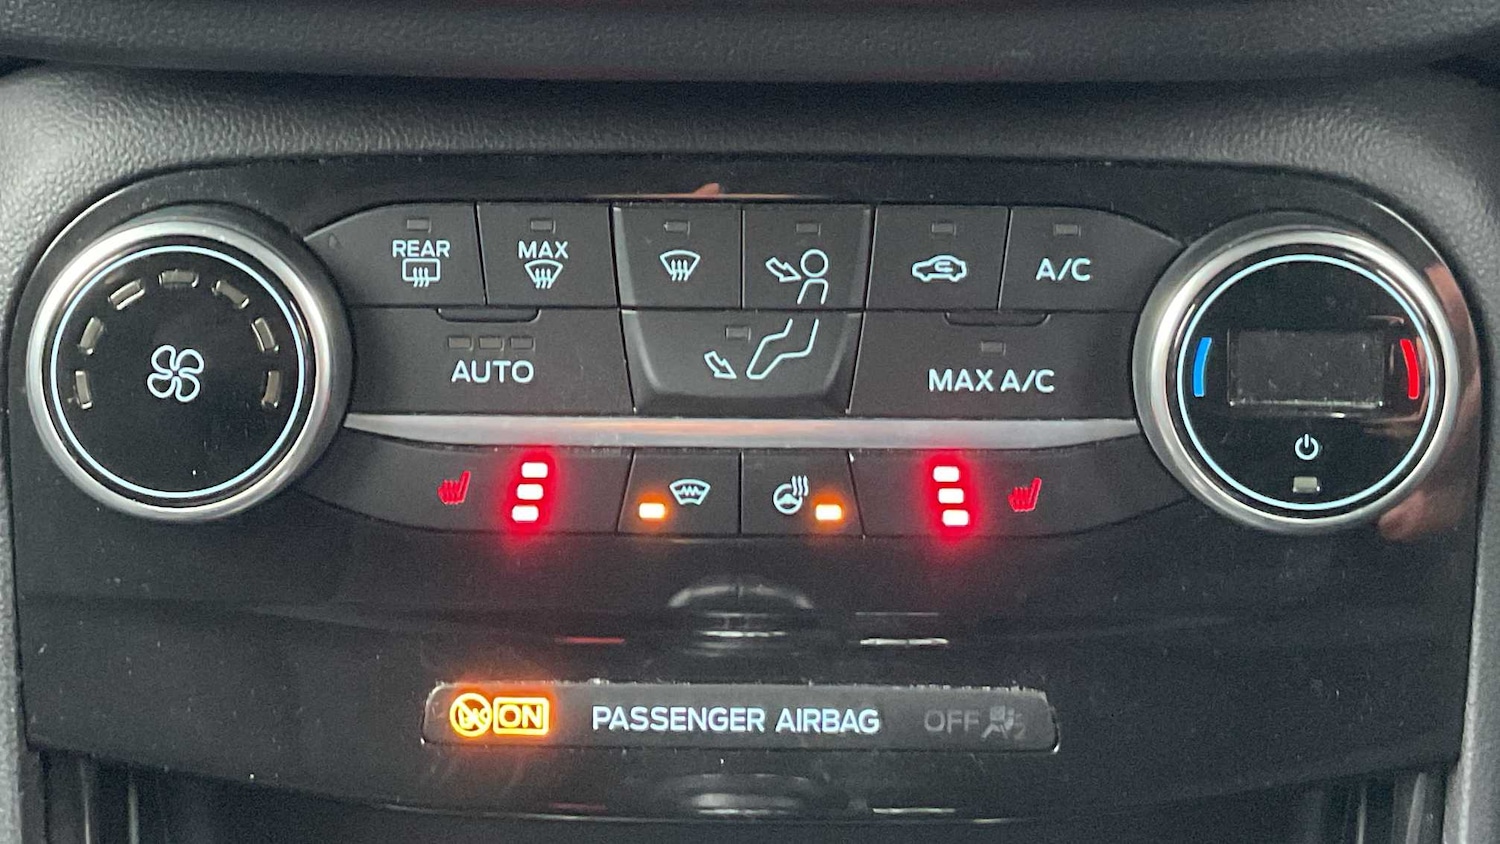 REAR
MAX
A/C
AUTO
MAX A/C
ON PASSENGER AIRBAG OFF